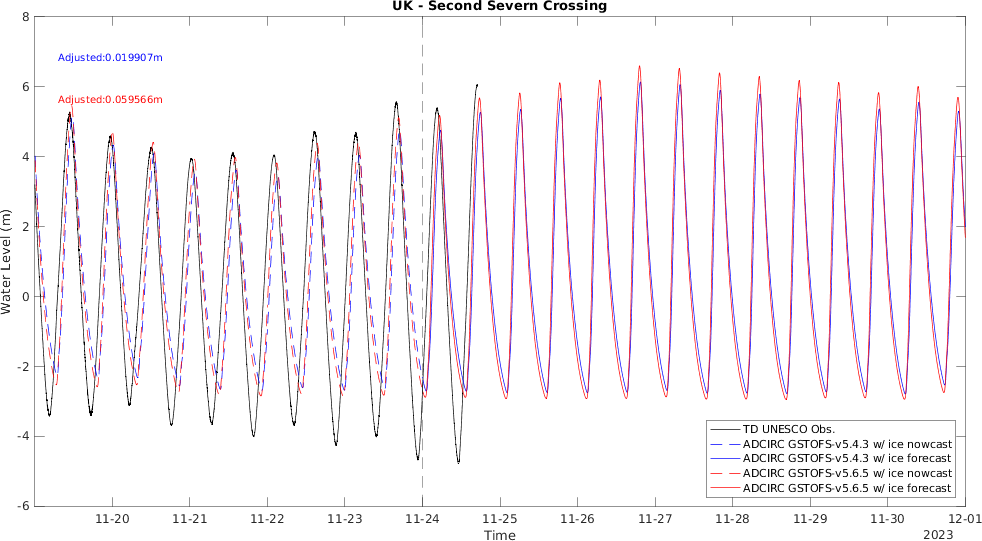 UK - Second Severn Crossing
Adjusted:0.019907m
Adjusted:0.059566m
Water Level (m)
8
6
4
2
0
-2
-4
-6
TD UNESCO Obs.
ADCIRC GSTOFS-v5.4.3 w/ ice nowcast
ADCIRC GSTOFS-v5.4.3 w/ ice forecast
ADCIRC GSTOFS-v5.6.5 w/ ice nowcast
ADCIRC GSTOFS-v5.6.5 w/ ice forecast
11-20 11-21 11-22 11-23 11-24 11-25 11-26 11-27 11-28 11-29 11-30 12-01
Time
2023